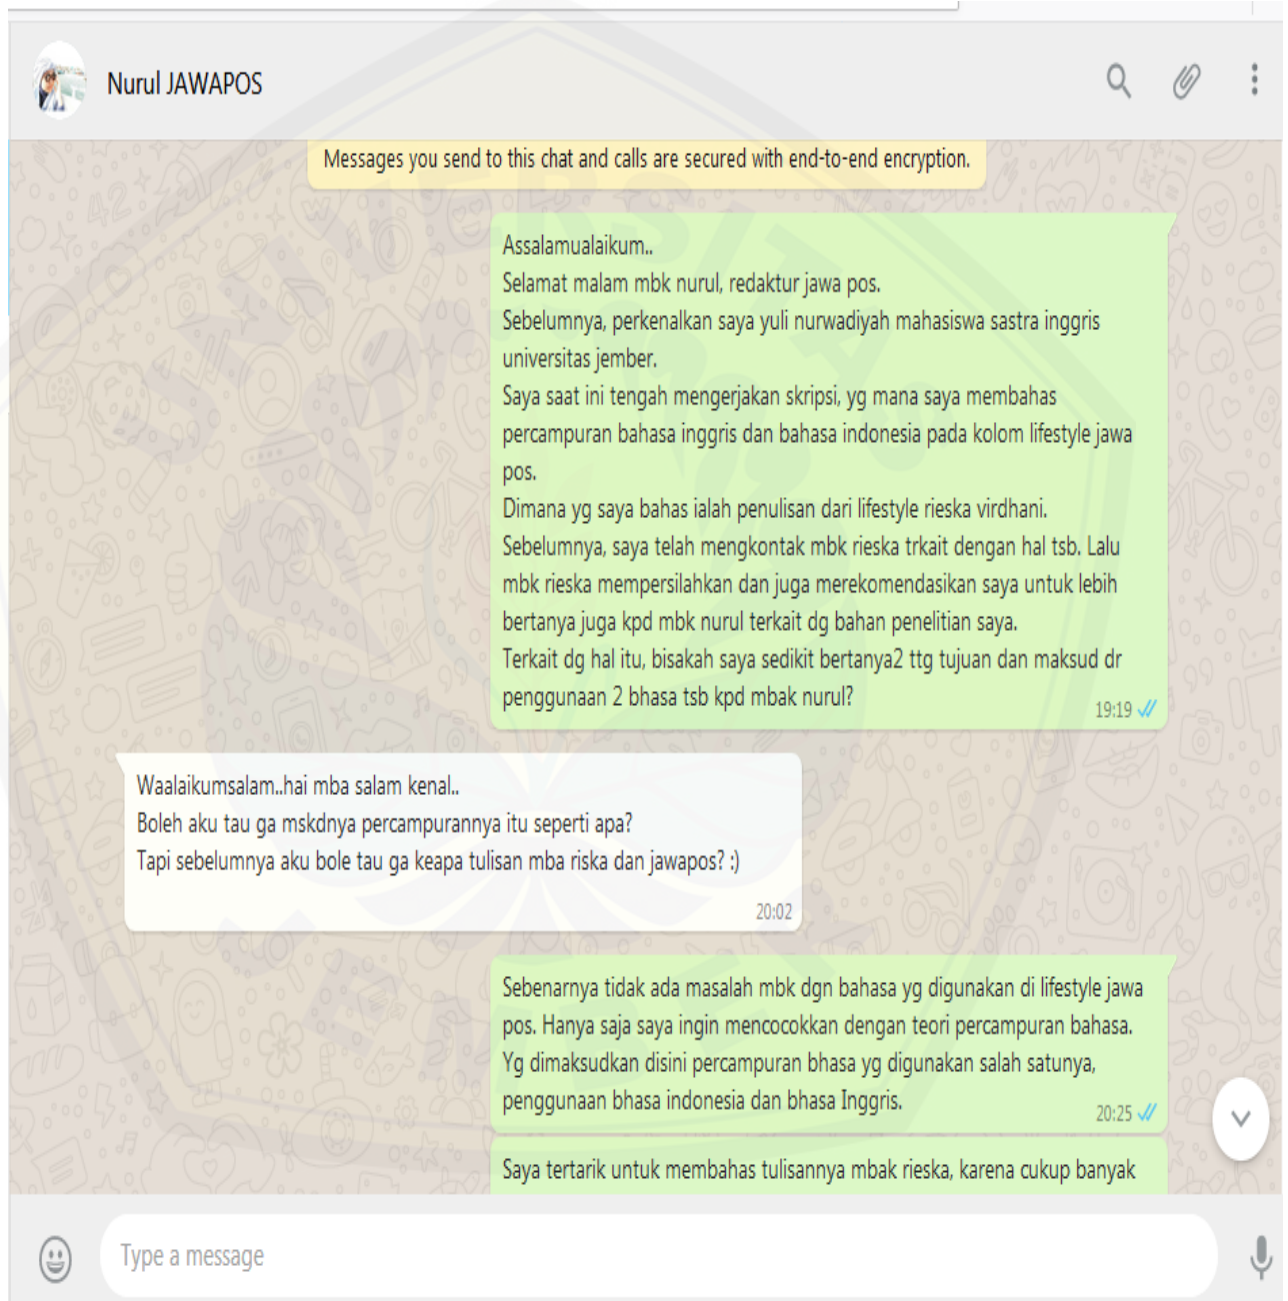 Nurul JAWAPOS
Messages you send to this chat and calls are secured with end-to-end encryption.
Assalamualaikum..
Selamat malam mbk nurul, redaktur jawa pos.
Sebelumnya, perkenalkan saya yuli nurwadiyah mahasiswa sastra inggris
universitas jember.
Saya saat ini tengah mengerjakan skripsi, yg mana saya membahas
percampuran bahasa inggris dan bahasa indonesia pada kolom lifestyle jawa
pos.
Dimana yg saya bahas ialah penulisan dari lifestyle rieska virdhani.
Sebelumnya, saya telah mengkontak mbk rieska trkait dengan hal tsb. Lalu
mbk rieska mempersilahkan dan juga merekomendasikan saya untuk lebih
bertanya juga kpd mbk nurul terkait dg bahan penelitian saya.
Terkait dg hal itu, bisakah saya sedikit bertanya2 ttg tujuan dan maksud dr
penggunaan 2 bhasa tsb kpd mbak nurul?
19:19
Waalaikumsalam..hai mba salam kenal..
Boleh aku tau ga mskdnya percampurannya itu seperti apa?
Tapi sebelumnya aku bole tau ga keapa tulisan mba riska dan jawapos? :)
20:02
Sebenarnya tidak ada masalah mbk dgn bahasa yg digunakan di lifestyle jawa
pos. Hanya saja saya ingin mencocokkan dengan teori percampuran bahasa.
Yg dimaksudkan disini percampuran bhasa yg digunakan salah satunya,
penggunaan bhasa indonesia dan bhasa Inggris.
20:25
Saya tertarik untuk membahas tulisannya mbak rieska, karena cukup banyak
Type a message
UNIVERSITAS
JEMBER